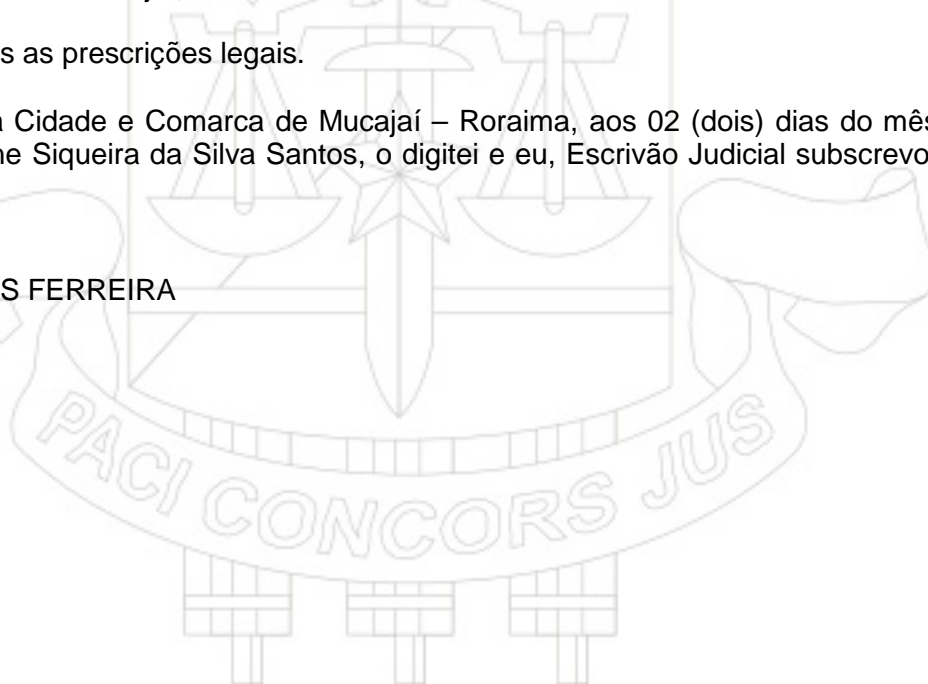 s as prescrições legais.
a Cidade e Comarca de Mucajaí – Roraima, aos 02 (dois) dias do mês
ne Siqueira da Silva Santos, o digitei e eu, Escrivão Judicial subscrevo
S FERREIRA
PACI CONCORS JUS